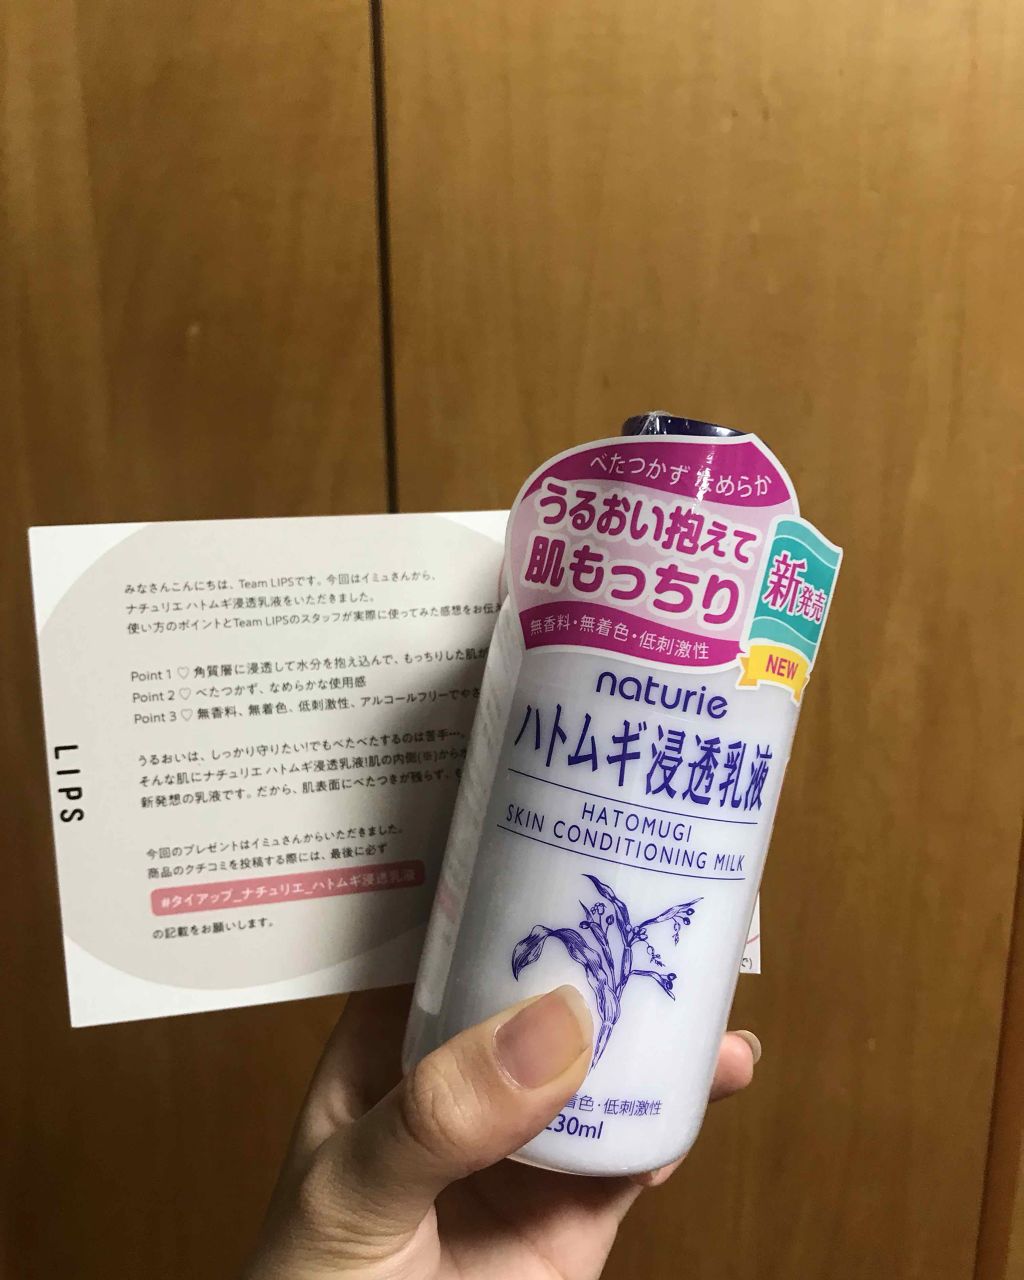 みなさんこんにちは、Team LIPSです。今回はイミュさんから、
ナチュリエ ハトムギ浸透乳液をいただきました。
使い方のポイントとTeam LIPSのスタッフが実際に使ってみた感想をお伝え
Point 1 ♡ 角質層に浸透して水分を抱え込んで、もっちりした肌が
Point 2 ♡ べたつかず、なめらかな使用感
Point 3 ♡ 無香料、無着色、低刺激性、アルコールフリーでやさ
うるおいは、しっかり守りたい!でもべたべたするのは苦手…、
そんな肌にナチュリエ ハトムギ浸透乳液!肌の内側(※)から
新発想の乳液です。だから、肌表面にべたつきが残らず、
今回のプレゼントはイミュさんからいただきました。
商品のクチコミを投稿する際には、最後に必ず
#タイアップ_ナチュリエ_ハトムギ浸透乳液
の記載をお願いします。
LIPS
べたつかず なめらか
うるおい抱えて
肌もっちり
無香料・無着色・低刺激性
新発売
NEW
naturie
ハトムギ浸透乳液
HATOMUGI
SKIN CONDITIONING MILK
着色・低刺激性
30ml